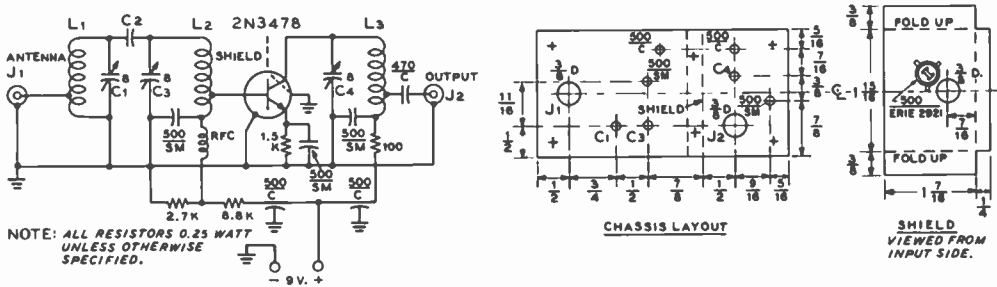 L1
C2
L2
2N3478
L3
ANTENNA
J1
8
C1
8
C3
SHIELD
8
C4
470
C
OUTPUT
J2
500
SM
RFC
1.5
K
500
SM
500
SM
100
2.7K
8.8K
500
C
500
C
NOTE: ALL RESISTORS 0.25 WATT
UNLESS OTHERWISE
SPECIFIED.
- 9V. +
500
C
500
C
3/8 D
J1
500
SM
C4
SHIELD
3/8 D
500
SM
C1
C3
J2
11/16
1/2
5/16
7/16
3/8
7/8
1/2
3/4
1/2
7/8
1/2
9/16
5/16
CHASSIS LAYOUT
3/8
FOLD UP
3/8 D.
500
ERIE 2921
7/16
FOLD UP
3/8
1 7/16
1/4
SHIELD
VIEWED FROM
INPUT SIDE.